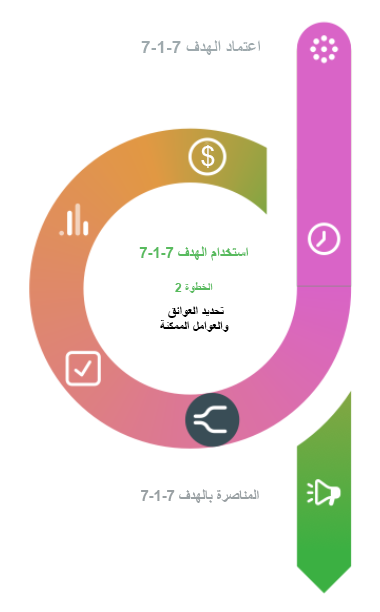 اعتماد الهدف 7-1-7
$
استخدام الهدف 7-1-7
الخطوة 2
تحديد العوائق
والعوامل الممكنة
المناصرة بالهدف 7-1-7